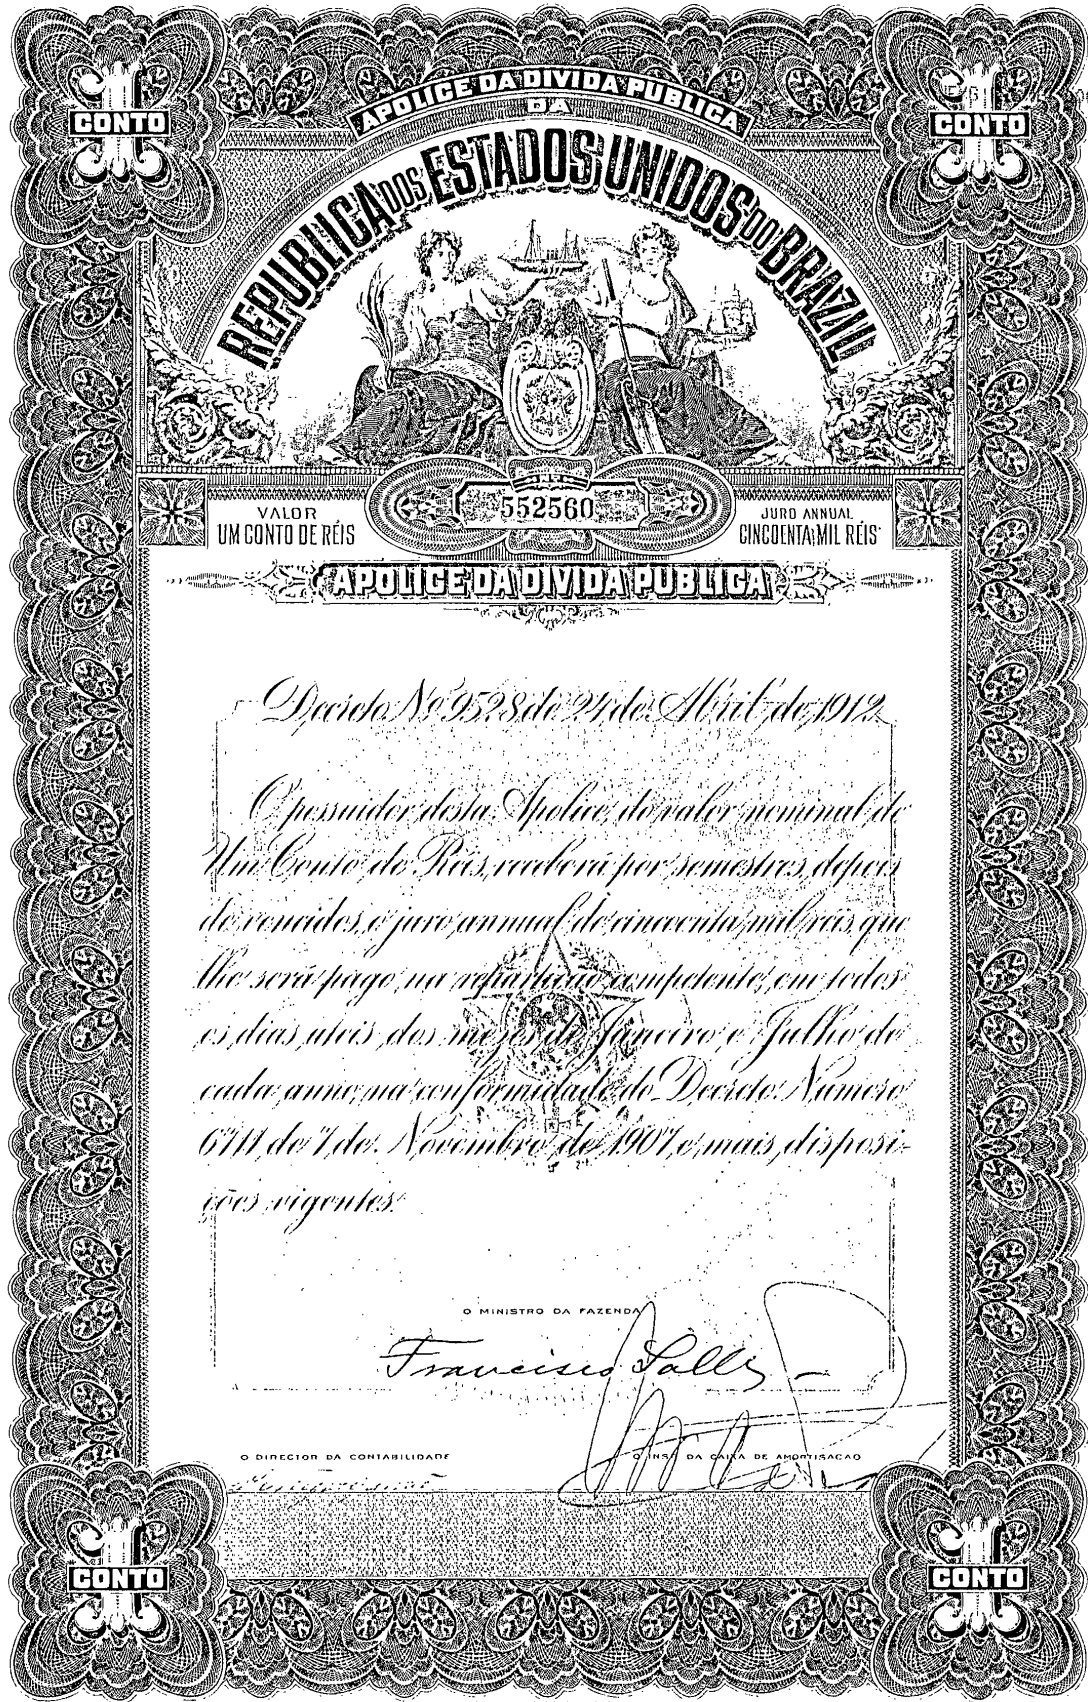 CONTO
CONTO
APOLICE DA DIVIDA PUBLICA
DA
REPUBLICA DOS ESTADOS UNIDOS DO BRAZIL
Nº
552560
VALOR
UM CONTO DE RÉIS
JURO ANNUAL
CINCOENTA MIL RÉIS
APOLICE DA DIVIDA PUBLICA
Decreto Nº 9528 de 24 de Abril de 1912
O possuidor desta Apolice, do valor nominal de
Um Conto de Réis, receberá por semestres, depois
de vencidos, o juro annual de cincoenta mil réis, que
lhe será pago, na repartição competente, em todos
os dias uteis dos mezes de Janeiro e Julho de
cada anno, na conformidade do Decreto Numero
6711, de 7 de Novembro de 1907, e mais disposi-
ções vigentes.
O MINISTRO DA FAZENDA
Francisco Salles
O DIRECTOR DA CONTABILIDADE
O INSP. DA CAIXA DE AMORTISACAO
CONTO
CONTO